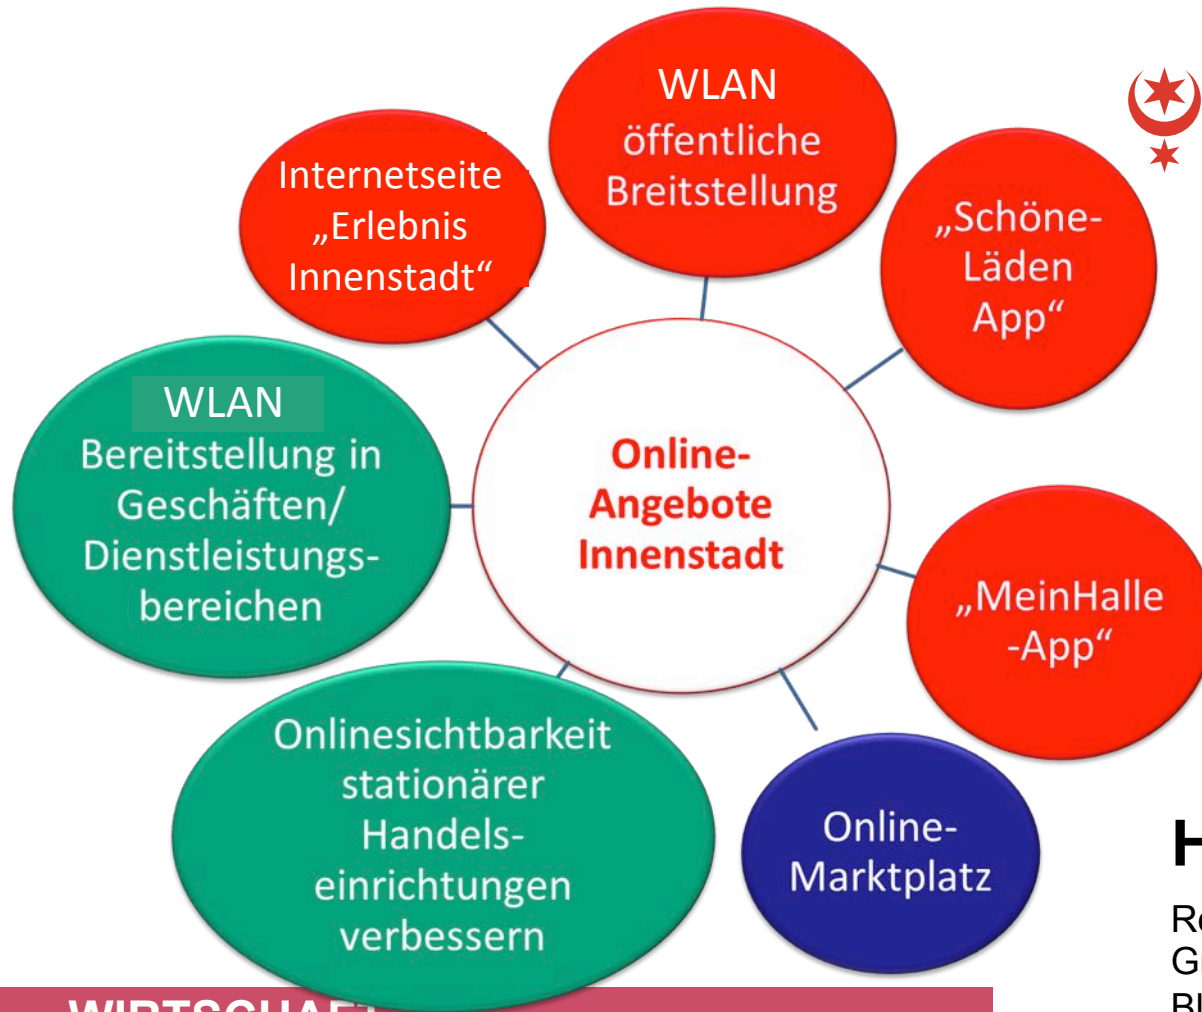 WLAN
öffentliche
Breitstellung
Internetseite
„Erlebnis
Innenstadt“
„Schöne-
Läden
App“
WLAN
Bereitstellung in
Geschäften/
Dienstleistungs-
bereichen
Online-
Angebote
Innenstadt
„MeinHalle
-App“
Onlinesichtbarkeit
stationärer
Handels-
einrichtungen
verbessern
Online-
Marktplatz
WIRTSCHAFT